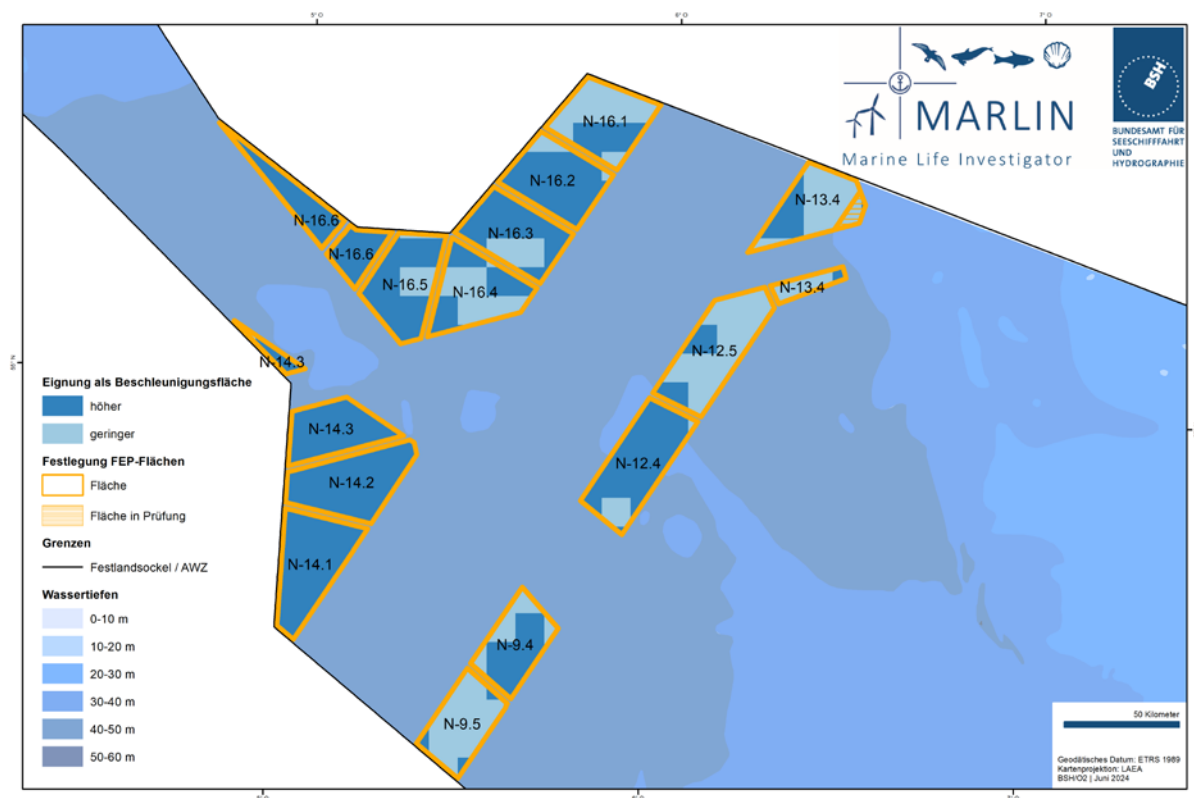 5° O
6° O
7° O
MARLIN
Marine Life Investigator
BSH
BUNDESAMT FÜR
SEESCHIFFFAHRT
UND
HYDROGRAPHIE
N-16.1
N-16.2
N-13.4
N-16.6
N-16.3
N-16.6
N-16.5
N-16.4
N-13.4
N-12.5
N-14.3
N-14.3
N-12.4
N-14.2
N-14.1
N-9.4
N-9.5
Eignung als Beschleunigungsfläche
höher
geringer
Festlegung FEP-Flächen
Fläche
Fläche in Prüfung
Grenzen
Festlandsockel / AWZ
Wassertiefen
0-10 m
10-20 m
20-30 m
30-40 m
40-50 m
50-60 m
50 Kilometer
Geodätisches Datum: ETRS 1989
Kartenprojektion: LAEA
BSH/O2 | Juni 2024